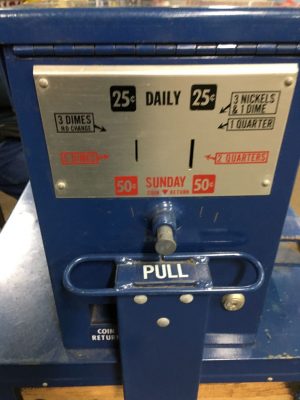 25¢ DAILY 25¢
3 DIMES
NO CHANGE
3 NICKELS
& 1 DIME
1 QUARTER
DIMES
2 QUARTERS
50¢ SUNDAY 50¢
COIN RETURN
PULL
COIN
RETURN